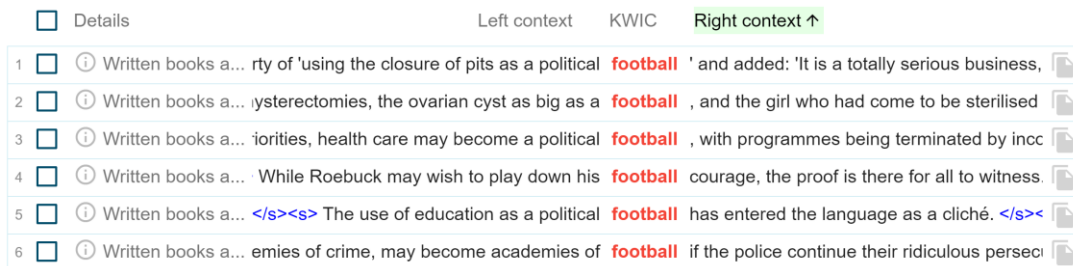 Details Left context KWIC Right context ↑
1 Written books a... rty of 'using the closure of pits as a political football ' and added: 'It is a totally serious business,
2 Written books a... ysterectomies, the ovarian cyst as big as a football , and the girl who had come to be sterilised
3 Written books a... iorities, health care may become a political football , with programmes being terminated by inco
4 Written books a... While Roebuck may wish to play down his football courage, the proof is there for all to witness.
5 Written books a... </s><s> The use of education as a political football has entered the language as a cliché. </s><
6 Written books a... emies of crime, may become academies of football if the police continue their ridiculous persecu